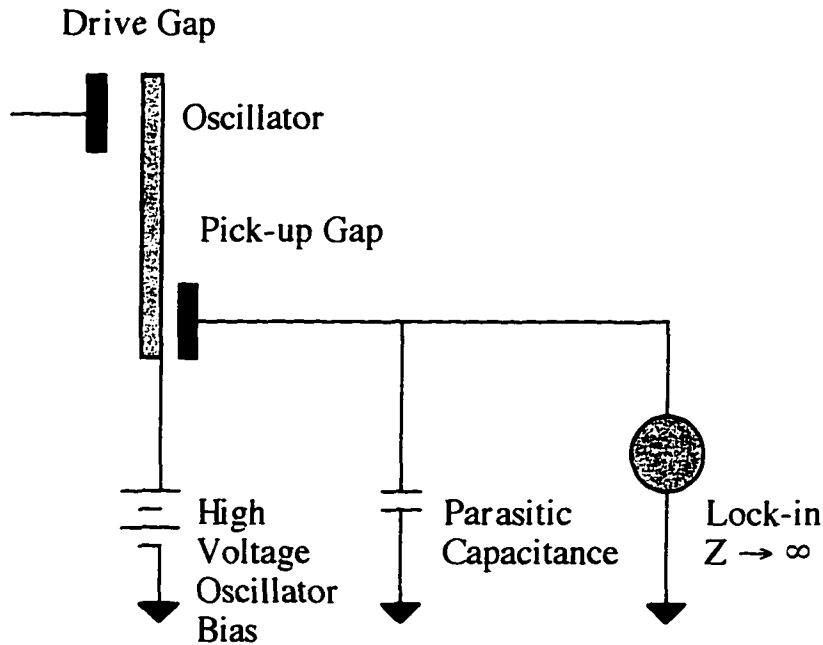 Drive Gap
Oscillator
Pick-up Gap
High
Voltage
Oscillator
Bias
Parasitic
Capacitance
Lock-in
Z → ∞